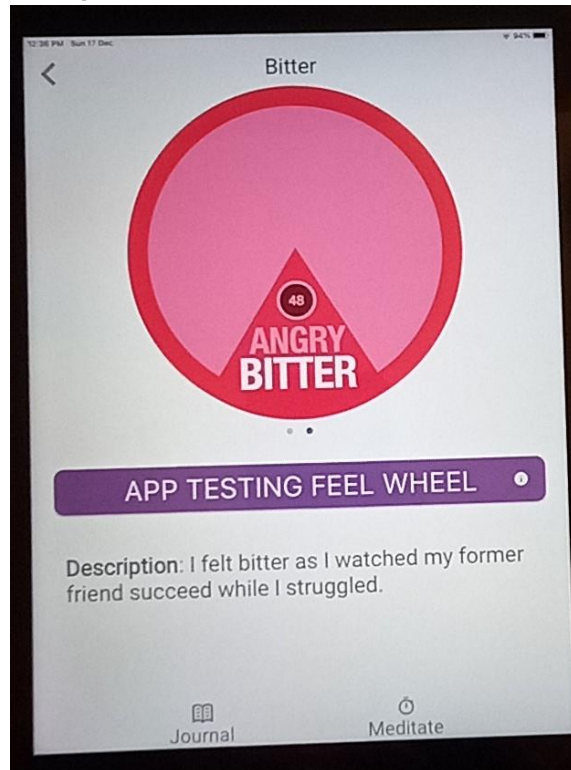 12:36 PM Sun 17 Dec
94%
Bitter
48
ANGRY
BITTER
APP TESTING FEEL WHEEL
Description: I felt bitter as I watched my former
friend succeed while I struggled.
Journal
Meditate